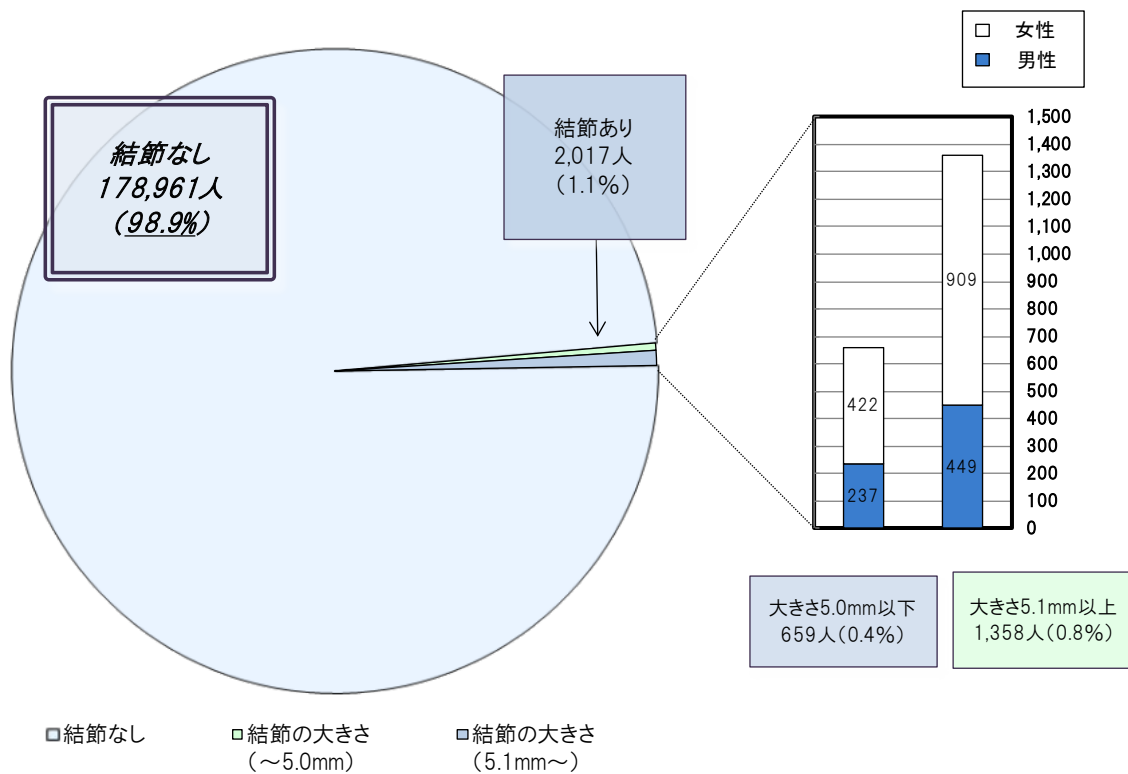 女性
男性
結節なし
178,961人
(98.9%)
結節あり
2,017人
(1.1%)
1,500
1,400
1,300
1,200
1,100
1,000
900
800
700
600
500
400
300
200
100
0
909
422
449
237
大きさ5.0mm以下
659人(0.4%)
大きさ5.1mm以上
1,358人(0.8%)
結節なし
結節の大きさ
(～5.0mm)
結節の大きさ
(5.1mm～)